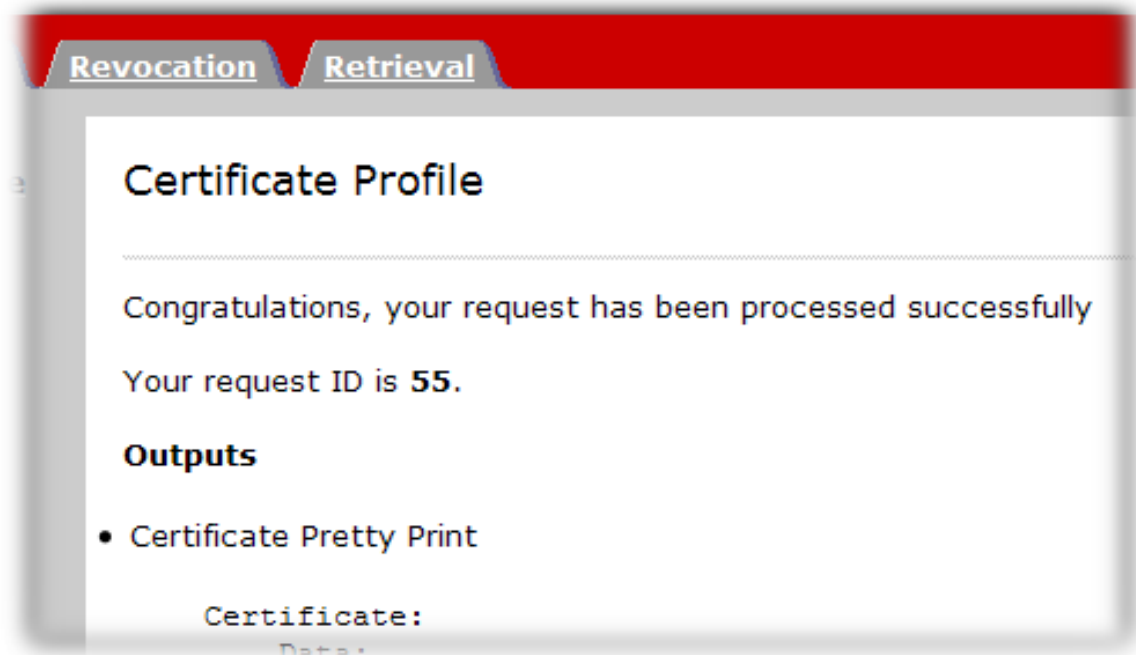 Revocation Retrieval
Certificate Profile
Congratulations, your request has been processed successfully
Your request ID is 55.
Outputs
• Certificate Pretty Print
Certificate:
Data: